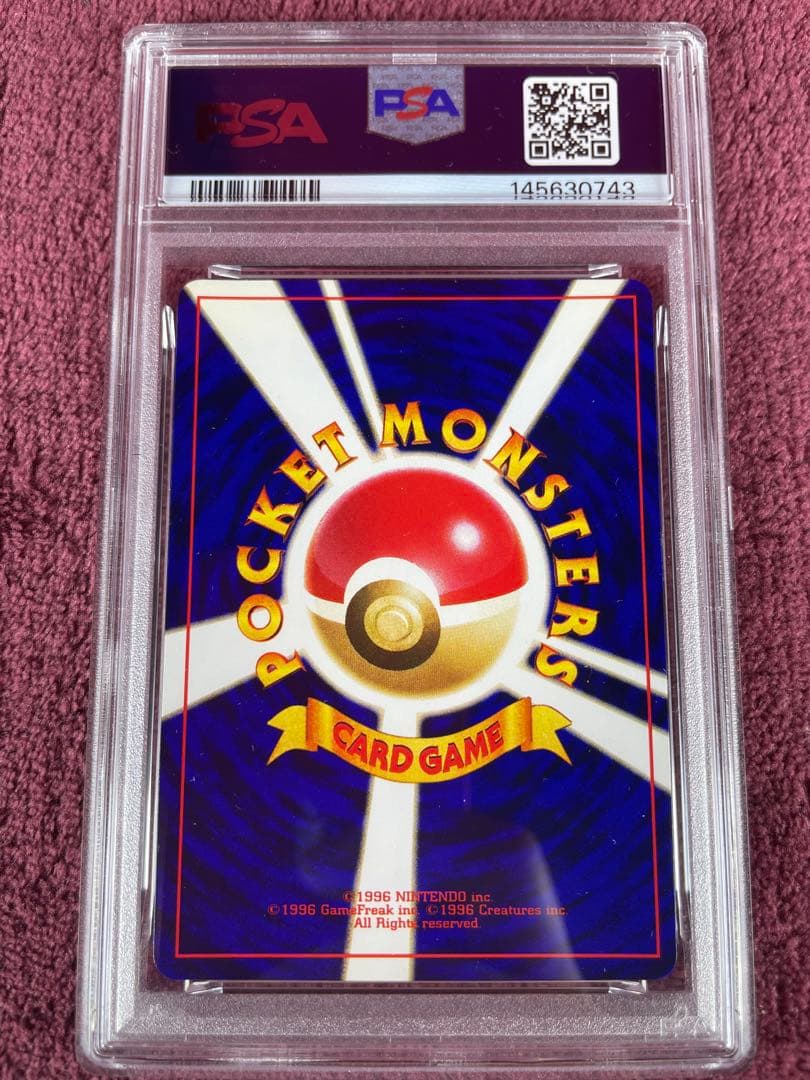 PSA
PSA
145630743
POCKET MONSTERS
CARD GAME
©1996 NINTENDO inc.
©1996 GameFreak inc. ©1996 Creatures inc.
All Rights reserved.